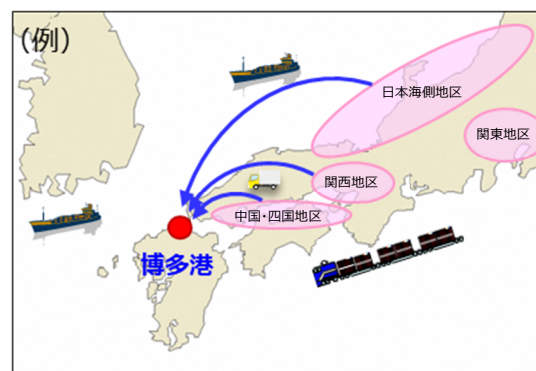 (例)
日本海側地区
関東地区
関西地区
中国・四国地区
博多港